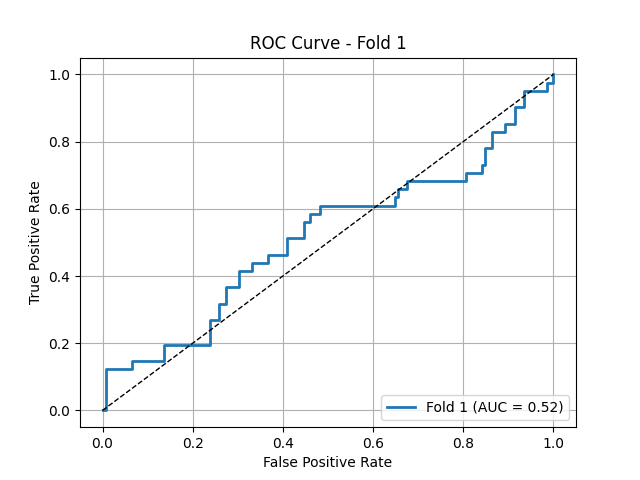 ROC Curve - Fold 1
True Positive Rate
1.0
0.8
0.6
0.4
0.2
0.0
Fold 1 (AUC = 0.52)
0.0 0.2 0.4 0.6 0.8 1.0
False Positive Rate